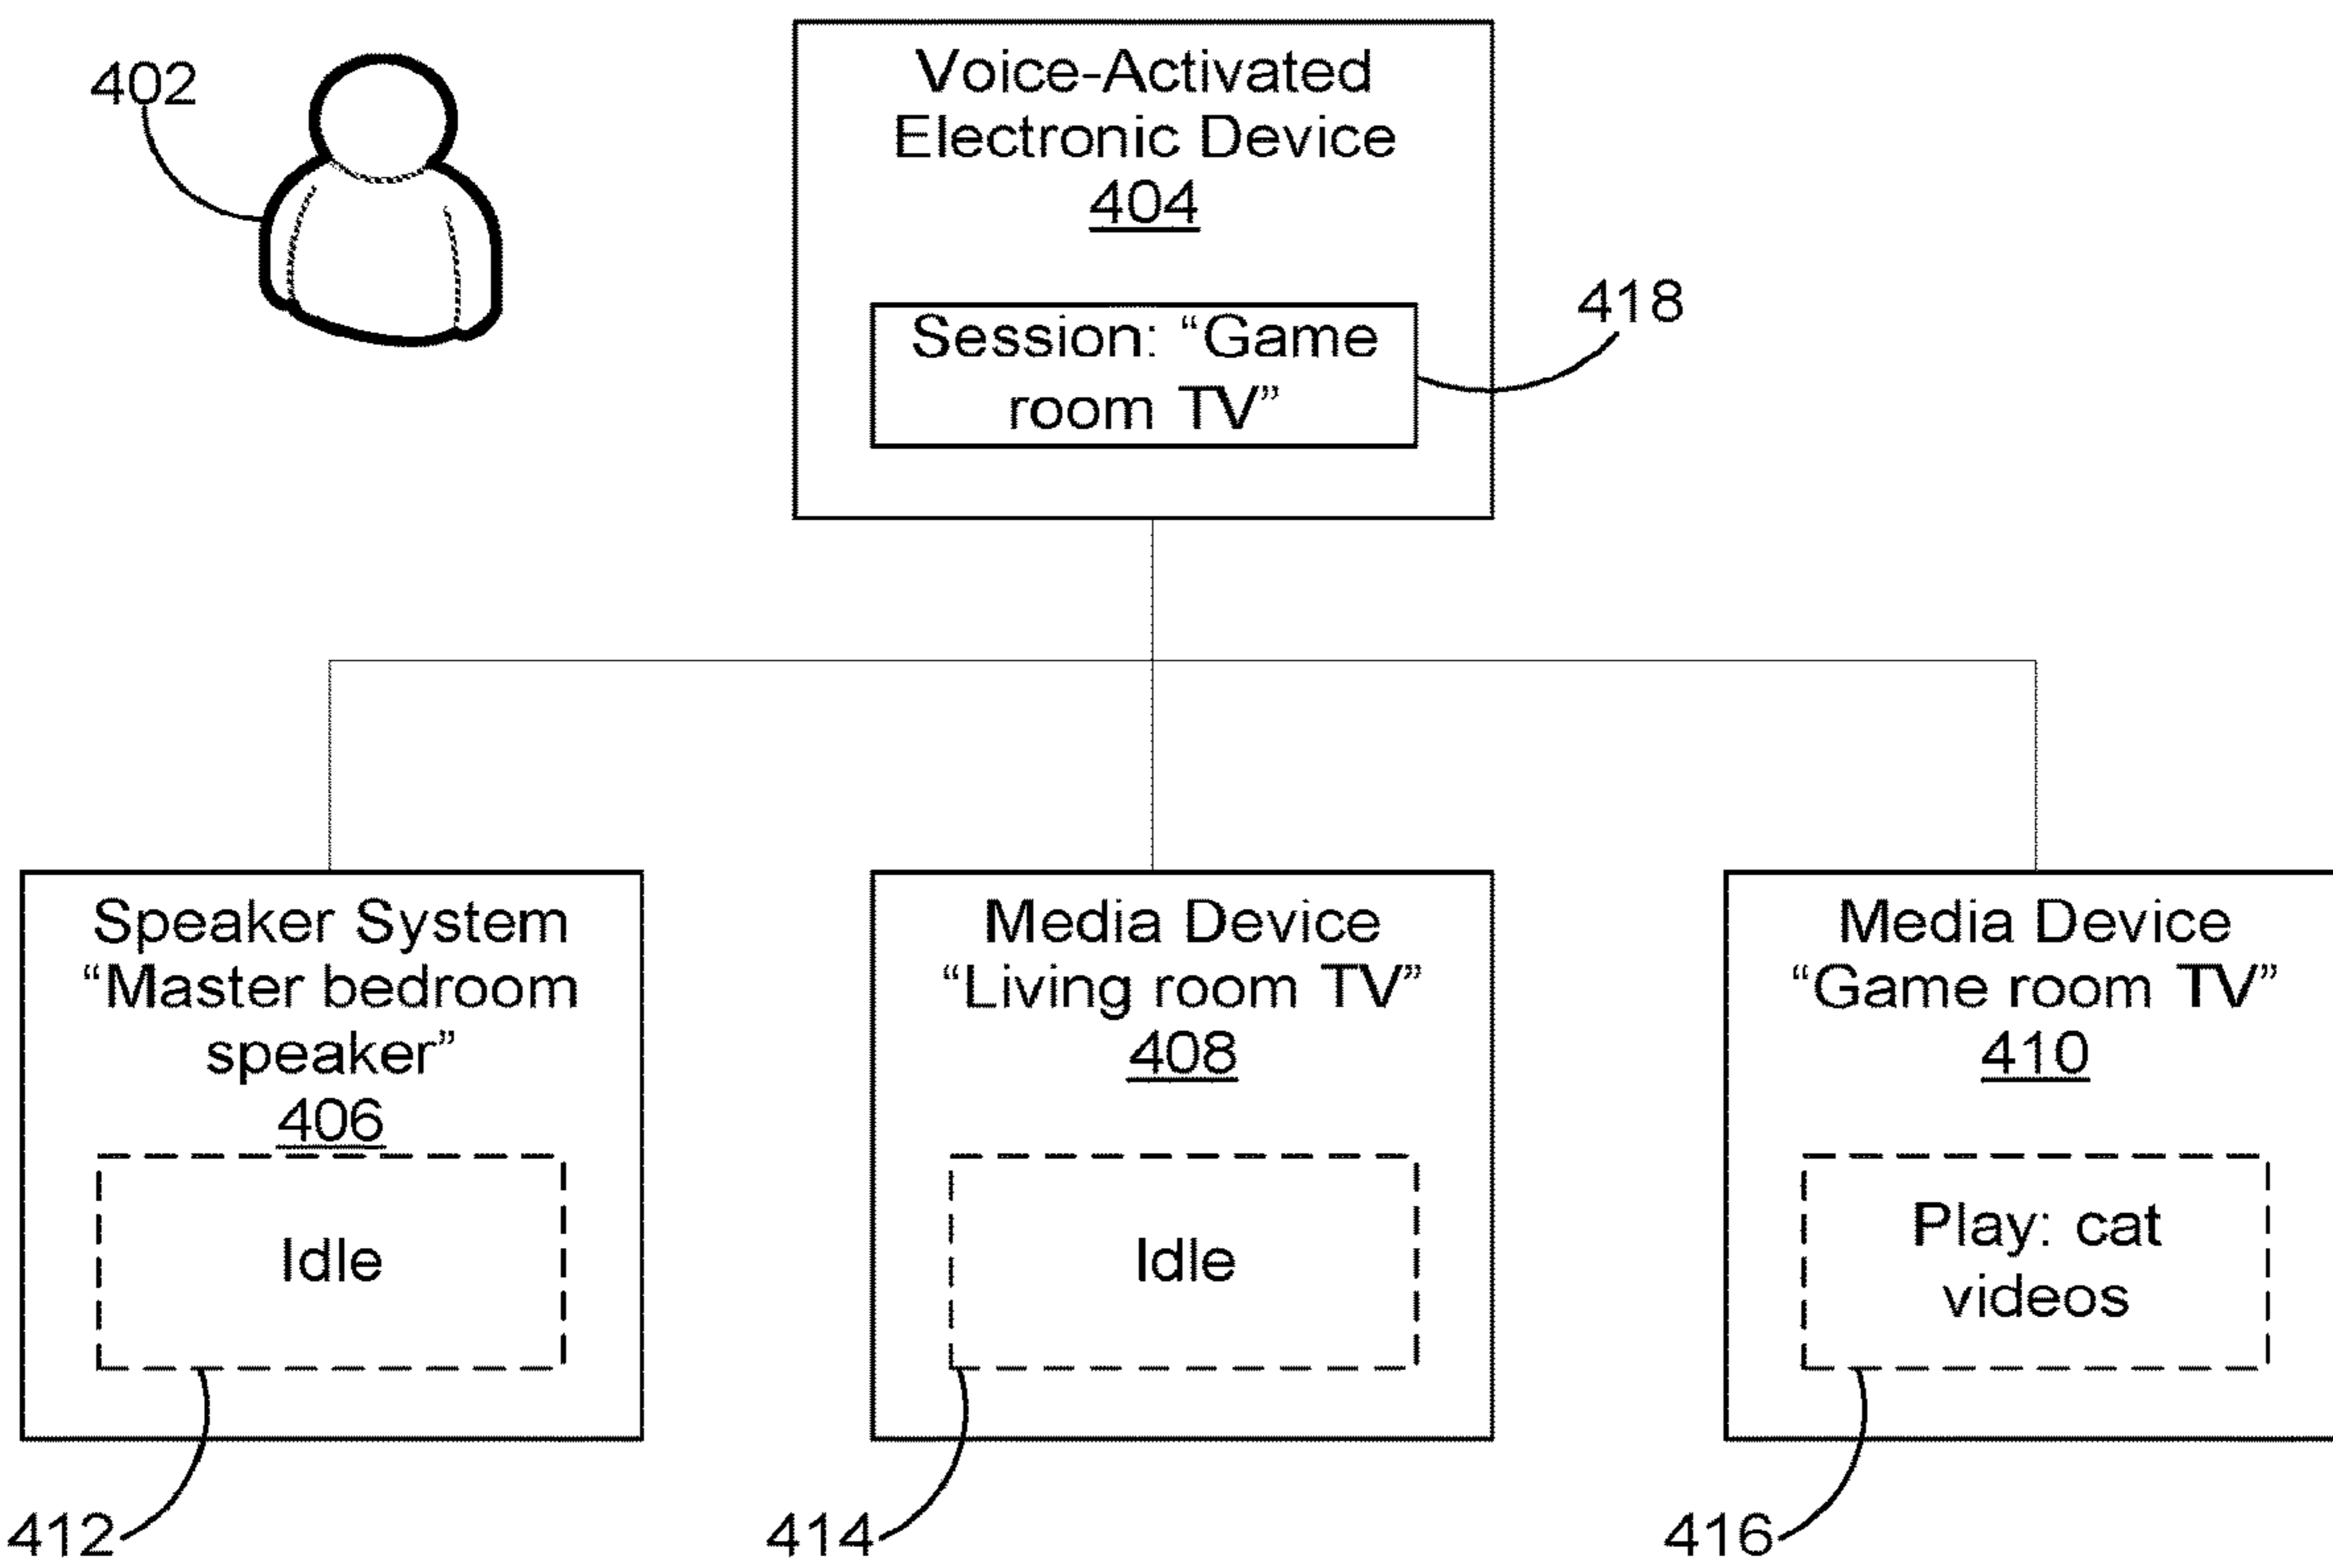 402
Voice-Activated
Electronic Device
404
Session: “Game
room TV”
418
Speaker System
“Master bedroom
speaker”
406
Idle
412
Media Device
“Living room TV”
408
Idle
414
Media Device
“Game room TV”
410
Play: cat
videos
416